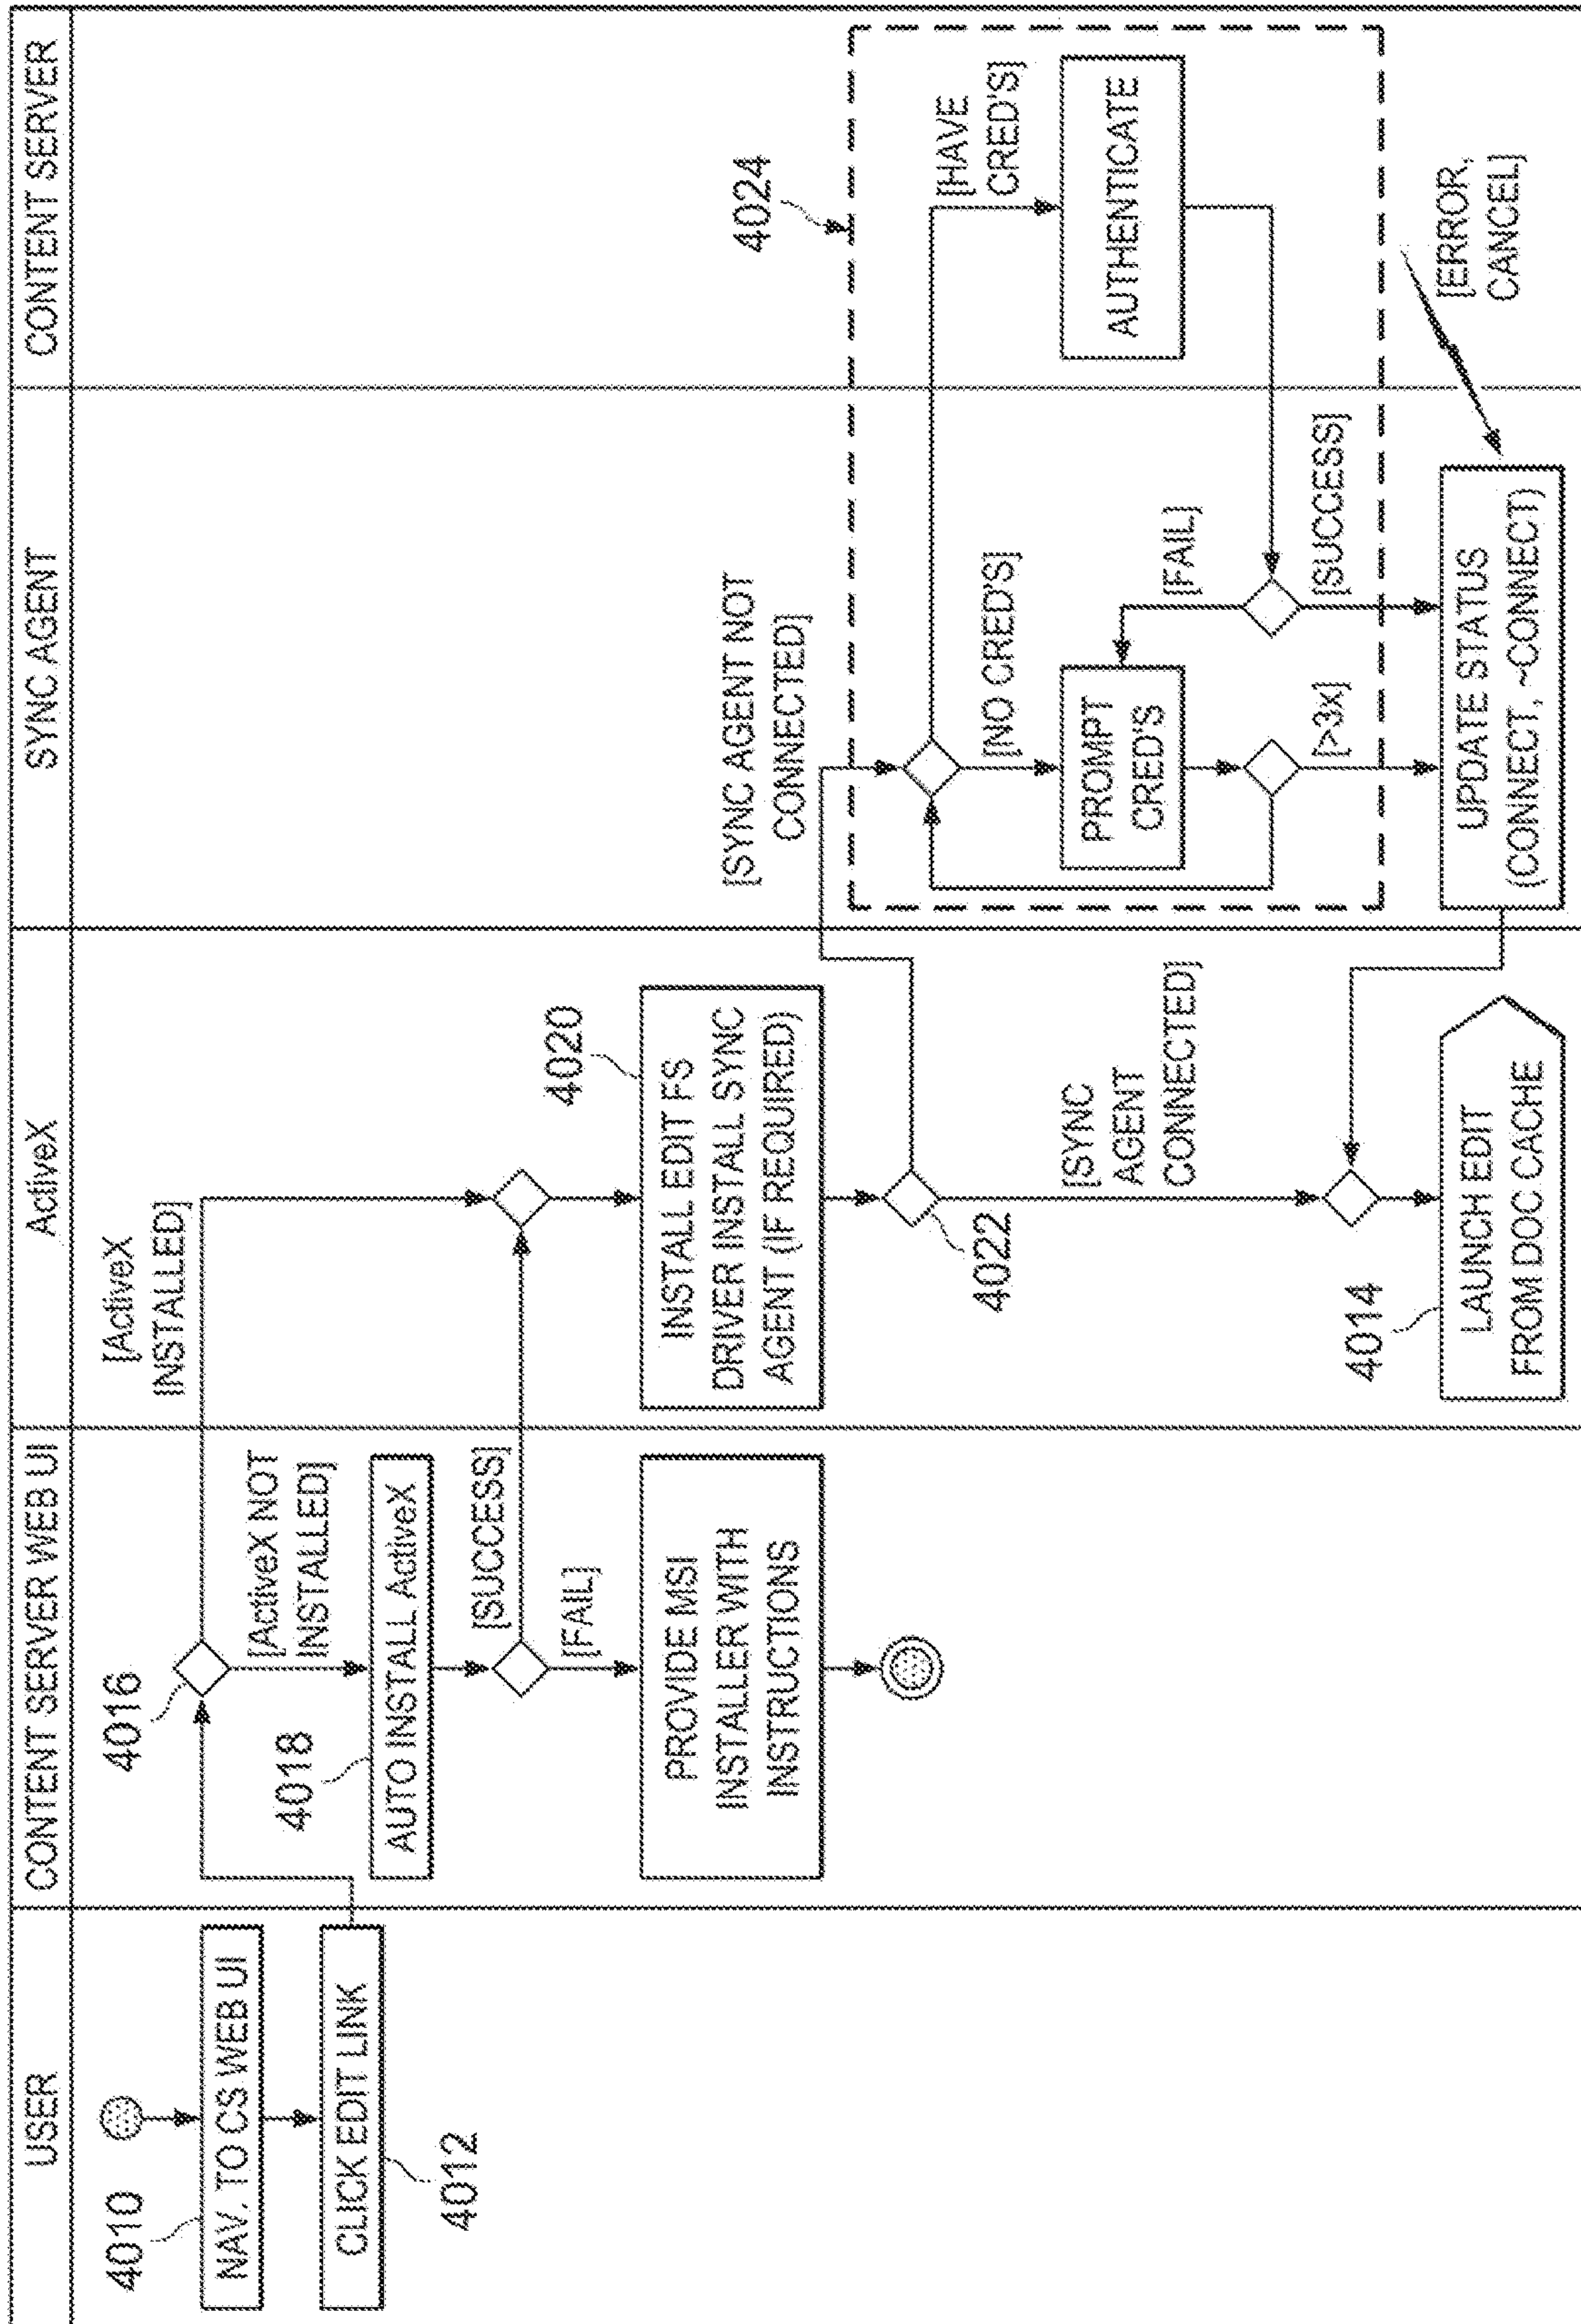 USER
CONTENT SERVER WEB UI
ActiveX
SYNC AGENT
CONTENT SERVER
4010
NAV. TO CS WEB UI
CLICK EDIT LINK
4012
4016
[ActiveX NOT
INSTALLED]
4018
AUTO INSTALL ActiveX
[SUCCESS]
[FAIL]
PROVIDE MSI
INSTALLER WITH
INSTRUCTIONS
[ActiveX
INSTALLED]
4020
INSTALL EDIT FS
DRIVER INSTALL SYNC
AGENT (IF REQUIRED)
4022
[SYNC
AGENT
CONNECTED]
4014
LAUNCH EDIT
FROM DOC CACHE
[SYNC AGENT NOT
CONNECTED]
[NO CRED'S]
PROMPT
CRED'S
[FAIL]
[>3x]
[SUCCESS]
UPDATE STATUS
(CONNECT, ~CONNECT)
4024
[HAVE
CRED'S]
AUTHENTICATE
[ERROR,
CANCEL]